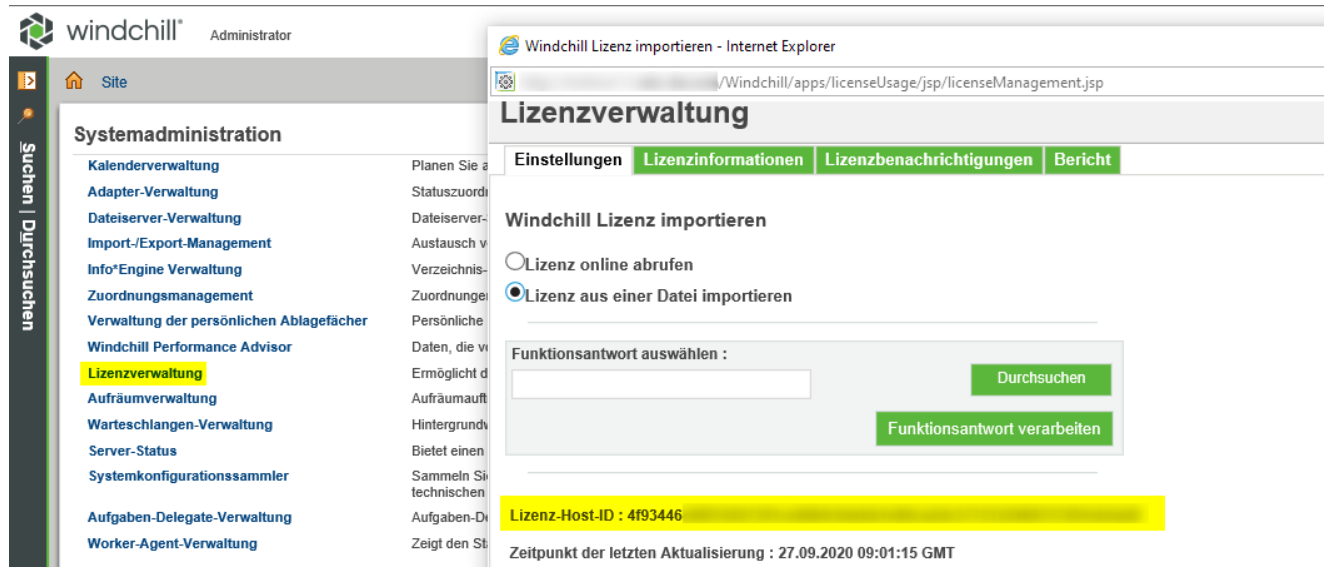 windchill® Administrator
Site
Suchen | Durchsuchen
Systemadministration
Kalenderverwaltung Planen Sie a
Adapter-Verwaltung Statuszuord
Dateiserver-Verwaltung Dateiserver-
Import-/Export-Management Austausch v
Info*Engine Verwaltung Verzeichnis-
Zuordnungsmanagement Zuordnunge
Verwaltung der persönlichen Ablagefächer Persönliche
Windchill Performance Advisor Daten, die v
Lizenzverwaltung Ermöglicht d
Aufräumverwaltung Aufräumauft
Warteschlangen-Verwaltung Hintergrund
Server-Status Bietet einen
Systemkonfigurationssammler Sammeln Si
technischen
Aufgaben-Delegate-Verwaltung Aufgaben-D
Worker-Agent-Verwaltung Zeigt den St
Windchill Lizenz importieren - Internet Explorer
/Windchill/apps/licenseUsage/jsp/licenseManagement.jsp
Lizenzverwaltung
Einstellungen Lizenzinformationen Lizenzbenachrichtigungen Bericht
Windchill Lizenz importieren
Lizenz online abrufen
Lizenz aus einer Datei importieren
Funktionsantwort auswählen :
Durchsuchen
Funktionsantwort verarbeiten
Lizenz-Host-ID : 4f93446
Zeitpunkt der letzten Aktualisierung : 27.09.2020 09:01:15 GMT